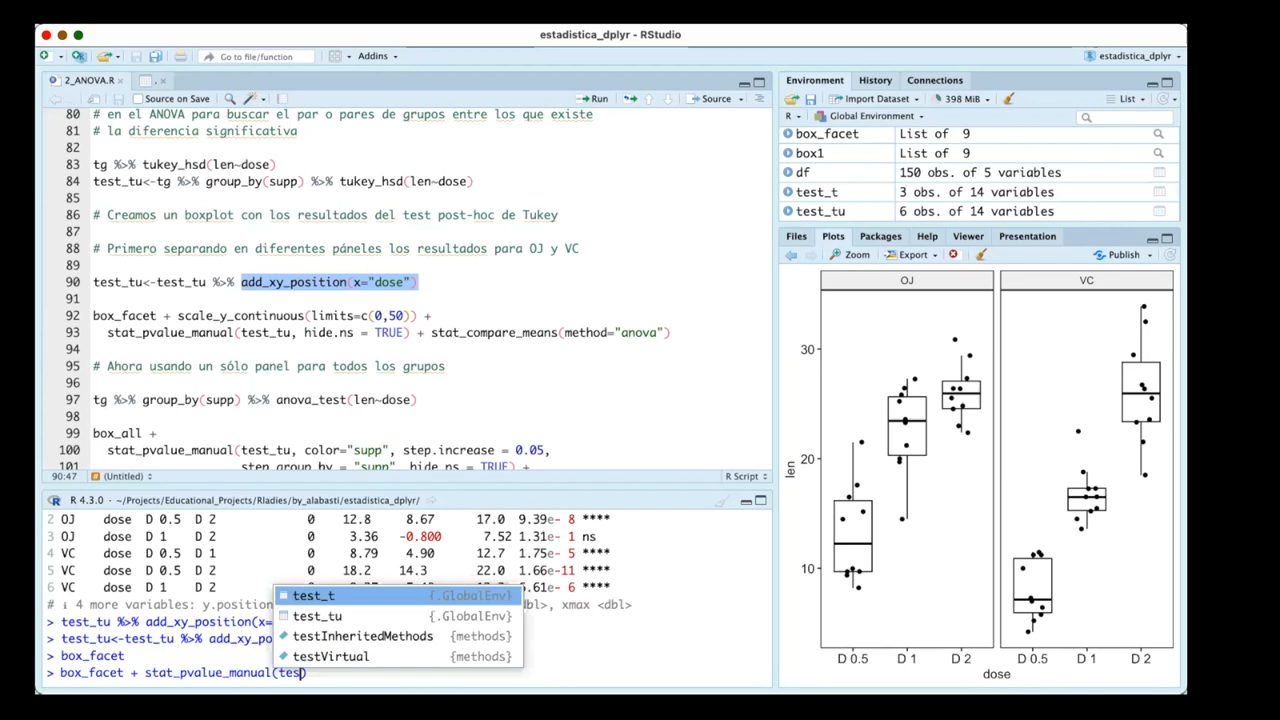 estadistica_dplyr - RStudio
Go to file/function
Addins
estadistica_dplyr
2_ANOVA.R
Source on Save
Run
Source
80 # en el ANOVA para buscar el par o pares de grupos entre los que existe
81 # la diferencia significativa
82
83 tg %>% tukey_hsd(len~dose)
84 test_tu<-tg %>% group_by(supp) %>% tukey_hsd(len~dose)
85
86 # Creamos un boxplot con los resultados del test post-hoc de Tukey
87
88 # Primero separando en diferentes páneles los resultados para OJ y VC
89
90 test_tu<-test_tu %>% add_xy_position(x="dose")
91
92 box_facet + scale_y_continuous(limits=c(0,50)) +
93 stat_pvalue_manual(test_tu, hide.ns = TRUE) + stat_compare_means(method="anova")
94
95 # Ahora usando un sólo panel para todos los grupos
96
97 tg %>% group_by(supp) %>% anova_test(len~dose)
98
99 box_all +
100 stat_pvalue_manual(test_tu, color="supp", step.increase = 0.05,
101 step.group.by = "supp", hide.ns = TRUE) +
90:47 (Untitled) R Script
R 4.3.0 · ~/Projects/Educational_Projects/Rladies/by_alabasti/estadistica_dplyr/
2 OJ dose D 0.5 D 2 0 12.8 8.67 17.0 9.39e- 8 ****
3 OJ dose D 1 D 2 0 3.36 -0.800 7.52 1.31e- 1 ns
4 VC dose D 0.5 D 1 0 8.79 4.90 12.7 1.75e- 5 ****
5 VC dose D 0.5 D 2 0 18.2 14.3 22.0 1.66e-11 ****
6 VC dose D 1 D 2 6 ****
# ℹ 4 more variables: y.position
> test_tu %>% add_xy_position(x=
> test_tu<-test_tu %>% add_xy_po
> box_facet
> box_facet + stat_pvalue_manual(tes)
test_t {.GlobalEnv}
test_tu {.GlobalEnv}
testInheritedMethods {methods}
testVirtual {methods}
Environment History Connections
Import Dataset 398 MiB List
R Global Environment
box_facet List of 9
box1 List of 9
df 150 obs. of 5 variables
test_t 3 obs. of 14 variables
test_tu 6 obs. of 14 variables
Files Plots Packages Help Viewer Presentation
Zoom Export Publish
OJ VC
30
20
10
len
D 0.5 D 1 D 2 D 0.5 D 1 D 2
dose